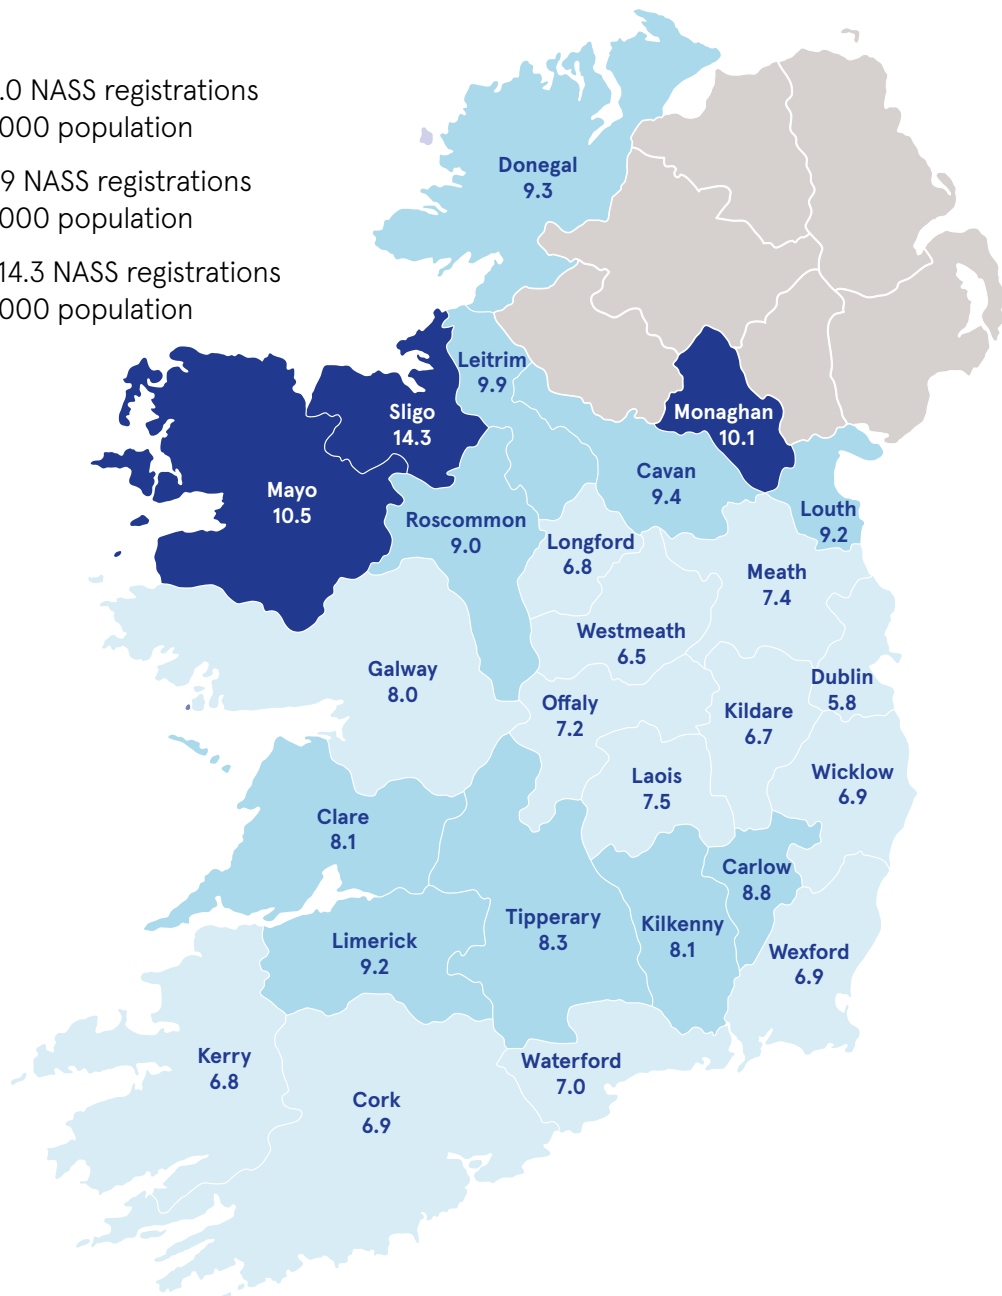 .0 NASS registrations
000 population
9 NASS registrations
000 population
14.3 NASS registrations
000 population
Donegal
9.3
Leitrim
9.9
Sligo
14.3
Monaghan
10.1
Mayo
10.5
Cavan
9.4
Roscommon
9.0
Louth
9.2
Longford
6.8
Meath
7.4
Westmeath
6.5
Galway
8.0
Dublin
5.8
Offaly
7.2
Kildare
6.7
Laois
7.5
Wicklow
6.9
Clare
8.1
Carlow
8.8
Tipperary
8.3
Kilkenny
8.1
Limerick
9.2
Wexford
6.9
Kerry
6.8
Waterford
7.0
Cork
6.9